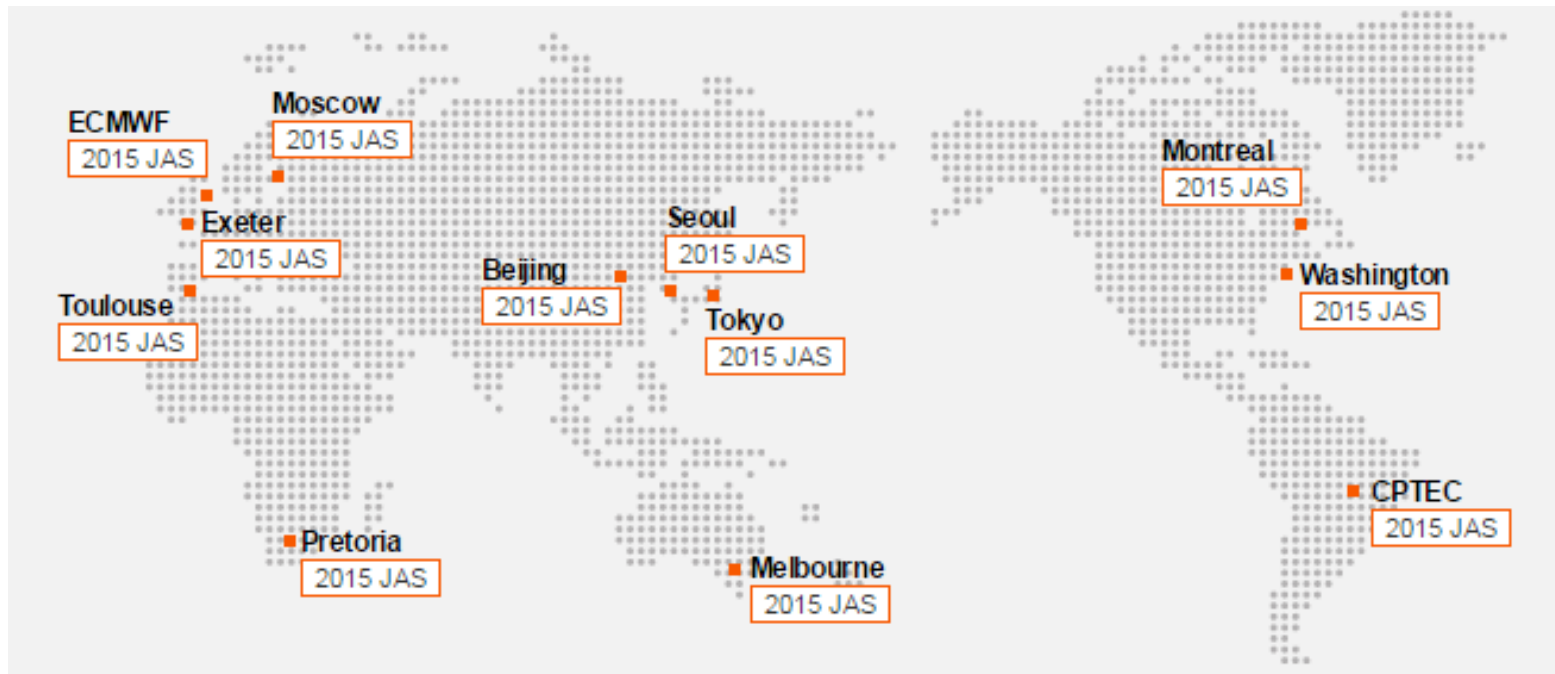 Moscow
2015 JAS
ECMWF
2015 JAS
Montreal
2015 JAS
Exeter
2015 JAS
Seoul
2015 JAS
Beijing
2015 JAS
Washington
2015 JAS
Toulouse
2015 JAS
Tokyo
2015 JAS
CPTEC
2015 JAS
Pretoria
2015 JAS
Melbourne
2015 JAS